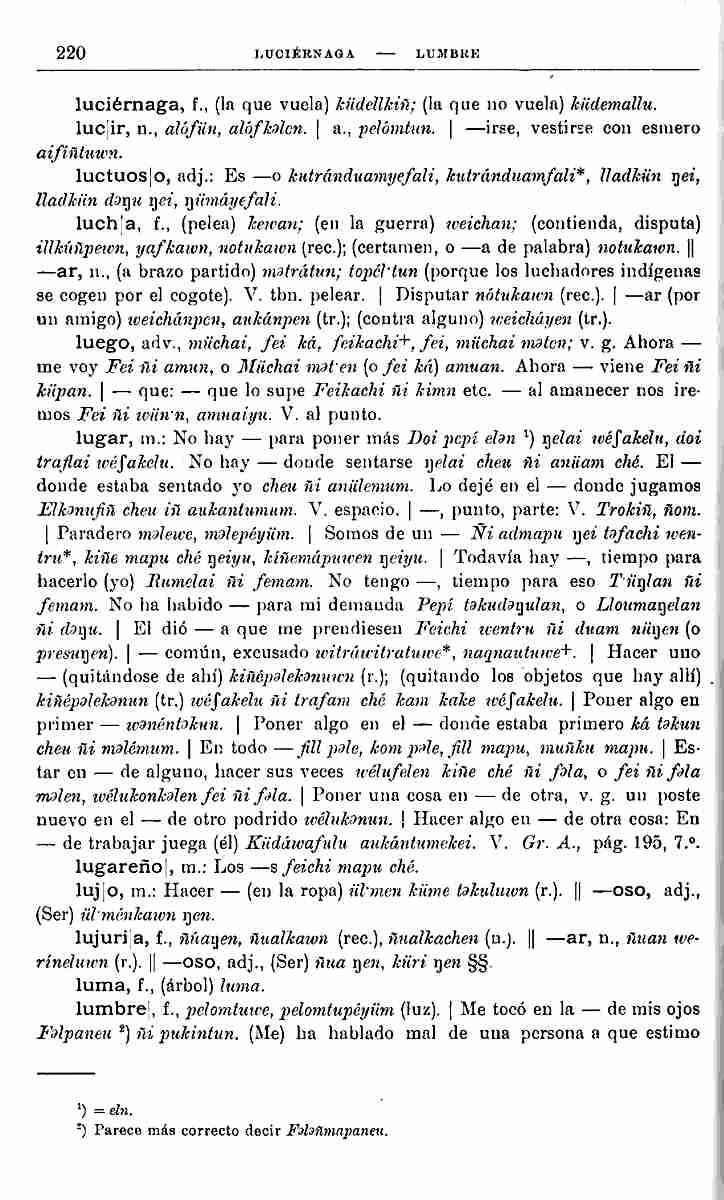 220 LUCIÉRNAGA — LUMBRE
luciérnaga, f., (la que vuela) küdellkiñ; (la que no vuela) küdemallu.
luc|ir, n., alófün, alófkəlen. | a., pelómtun. | —irse, vestirse con esmero
aifiñtuwn.
luctuos|o, adj.: Es —o kutránduamyefali, kutránduamfali*, lladkün ŋei,
lladkün dəŋu ŋei, ŋümáyefali.
luch|a, f., (pelea) kewan; (en la guerra) weichan; (contienda, disputa)
illkúñpewn, yafkawn, notukawn (rec.); (certamen, o —a de palabra) notukawn. ||
—ar, n., (a brazo partido) mətrátun; topél·tun (porque los luchadores indígenas
se cogen por el cogote). V. tbn. pelear. | Disputar nótukawn (rec.). | —ar (por
un amigo) weichánpen, aukánpen (tr.); (contra alguno) weicháyen (tr.).
luego, adv., müchai, fei ká, feikachi+, fei, müchai məten; v. g. Ahora —
me voy Fei ñi amun, o Müchai mət·en (o fei ká) amuan. Ahora — viene Fei ñi
küpan. | — que: — que lo supe Feikachi ñi kimn etc. — al amanecer nos ire-
mos Fei ñi wün·n, amuaiyu. V. al punto.
lugar, m.: No hay — para poner más Doi pepí elən ¹) ŋelai wéʃakelu, doi
traflai wéʃakelu. No hay — donde sentarse ŋelai cheu ñi anüam ché. El —
donde estaba sentado yo cheu ñi anülemum. Lo dejé en el — donde jugamos
Elkənufiñ cheu iñ aukantumum. V. espacio. | —, punto, parte: V. Trokiñ, ñom.
| Paradero məlewe, məlepéyüm. | Somos de un — Ñi admapu ŋei təfachi wen-
tru*, kiñe mapu ché ŋeiyu, kíñemápuwen ŋeiyu. | Todavía hay —, tiempo para
hacerlo (yo) Rumelai ñi femam. No tengo —, tiempo para eso T·üŋlan ñi
femam. No ha habido — para mi demanda Pepí təkudəŋulan, o Lloumaŋelan
ñi dəŋu. | El dió — a que me prendiesen Feichi wentru ñi duam nüŋen (o
presuŋen). | — común, excusado witráwitratuwe*, naqnautuwe+. | Hacer uno
— (quitándose de ahí) kiñépəlekənuwn (r.); (quitando los objetos que hay allí)
kiñépəlekənun (tr.) wéʃakelu ñi trafam ché kam kake wéʃakelu. | Poner algo en
primer — wənéntəkun. | Poner algo en el — donde estaba primero ká təkun
cheu ñi məlémum. | En todo — fill pəle, kom pəle, fill mapu, muñku mapu. | Es-
tar en — de alguno, hacer sus veces wélufelen kiñe ché ñi fəla, o fei ñi fəla
məlen, wélukonkəlen fei ñi fəla. | Poner una cosa en — de otra, v. g. un poste
nuevo en el — de otro podrido wélukənun. | Hacer algo en — de otra cosa: En
— de trabajar juega (él) Küdáwafulu aukántumekei. V. Gr. A., pág. 195, 7.º.
lugareño|, m.: Los —s feichi mapu ché.
luj|o, m.: Hacer — (en la ropa) ül·men küme təkuluwn (r.). || —oso, adj.,
(Ser) ül·ménkawn ŋen.
lujuri|a, f., ñúaŋen, ñualkawn (rec.), ñualkachen (n.). || —ar, n., ñuan we-
ríneluwn (r.). || —oso, adj., (Ser) ñua ŋen, küri ŋen §§.
luma, f., (árbol) luma.
lumbre|, f., pelomtuwe, pelomtupéyüm (luz). | Me tocó en la — de mis ojos
Fəlpaneu ²) ñi pukintun. (Me) ha hablado mal de una persona a que estimo
¹) = eln.
²) Parece más correcto decir Fələñmapaneu.